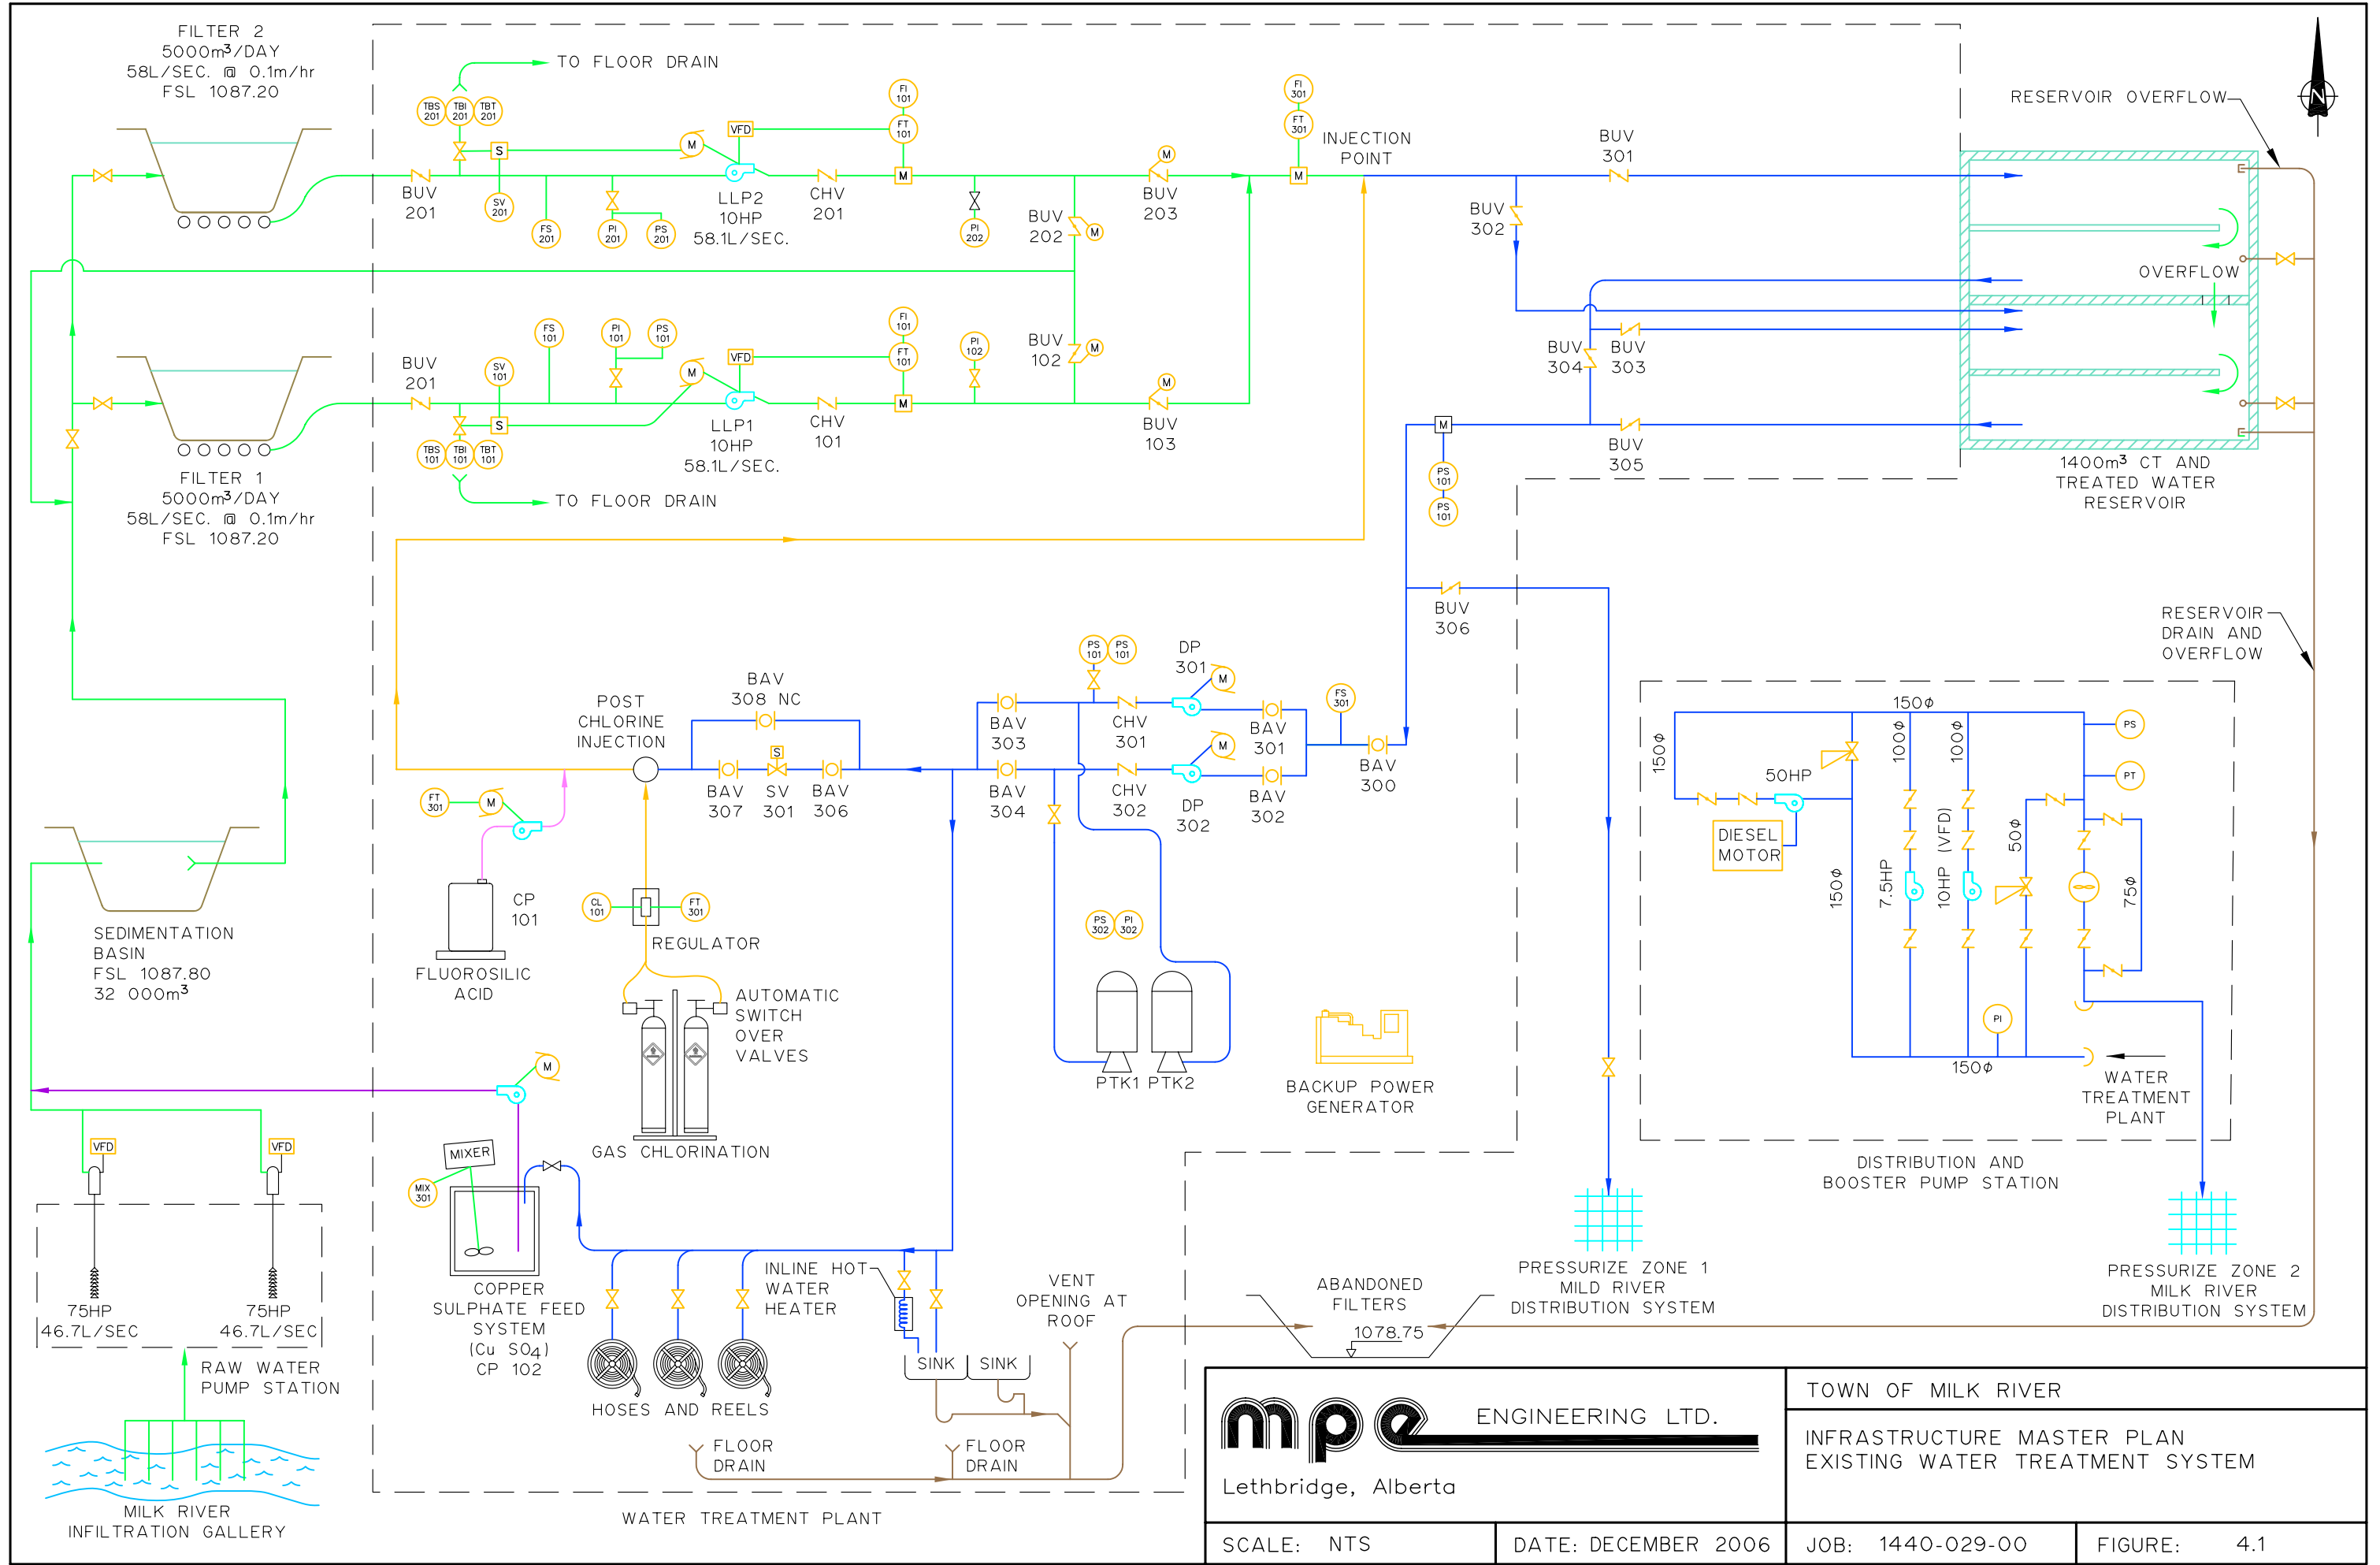 FILTER 2
5000m³/DAY
58L/SEC. @ 0.1m/hr
FSL 1087.20
TO FLOOR DRAIN
TBS 201
TBI 201
TBT 201
S
SV 201
BUV 201
FS 201
PI 201
PS 201
M
VFD
LLP2
10HP
58.1L/SEC.
CHV 201
FI 101
FT 101
M
PI 202
BUV 202
M
M
BUV 203
FI 301
FT 301
M
INJECTION
POINT
BUV 301
BUV 302
RESERVOIR OVERFLOW
N
OVERFLOW
BUV 304
BUV 303
BUV 305
M
PS 101
PS 101
1400m³ CT AND
TREATED WATER
RESERVOIR
FILTER 1
5000m³/DAY
58L/SEC. @ 0.1m/hr
FSL 1087.20
BUV 201
SV 101
S
TBS 101
TBI 101
TBT 101
TO FLOOR DRAIN
FS 101
PI 101
PS 101
M
VFD
LLP1
10HP
58.1L/SEC.
CHV 101
FI 101
FT 101
M
PI 102
BUV 102
M
M
BUV 103
BUV 306
RESERVOIR
DRAIN AND
OVERFLOW
POST
CHLORINE
INJECTION
BAV
308 NC
BAV 307
S
SV 301
BAV 306
BAV 303
BAV 304
PS 101
PS 101
CHV 301
CHV 302
DP 301
M
DP 302
M
BAV 301
BAV 302
FS 301
BAV 300
FT 301
M
CP 101
FLUOROSILIC
ACID
CL 101
FT 301
REGULATOR
AUTOMATIC
SWITCH
OVER
VALVES
GAS CHLORINATION
PS 302
PI 302
PTK1
PTK2
BACKUP POWER
GENERATOR
150ø
150ø
50HP
DIESEL
MOTOR
150ø
100ø
7.5HP
100ø
10HP (VFD)
50ø
75ø
PS
PT
PI
150ø
WATER
TREATMENT
PLANT
DISTRIBUTION AND
BOOSTER PUMP STATION
SEDIMENTATION
BASIN
FSL 1087.80
32 000m³
VFD
VFD
75HP
46.7L/SEC
75HP
46.7L/SEC
RAW WATER
PUMP STATION
MILK RIVER
INFILTRATION GALLERY
M
MIXER
MIX 301
COPPER
SULPHATE FEED
SYSTEM
(Cu SO4)
CP 102
HOSES AND REELS
INLINE HOT
WATER
HEATER
SINK
SINK
VENT
OPENING AT
ROOF
FLOOR
DRAIN
FLOOR
DRAIN
ABANDONED
FILTERS
1078.75
PRESSURIZE ZONE 1
MILD RIVER
DISTRIBUTION SYSTEM
PRESSURIZE ZONE 2
MILK RIVER
DISTRIBUTION SYSTEM
WATER TREATMENT PLANT
mpe ENGINEERING LTD.
Lethbridge, Alberta
TOWN OF MILK RIVER
INFRASTRUCTURE MASTER PLAN
EXISTING WATER TREATMENT SYSTEM
SCALE: NTS
DATE: DECEMBER 2006
JOB: 1440-029-00
FIGURE: 4.1